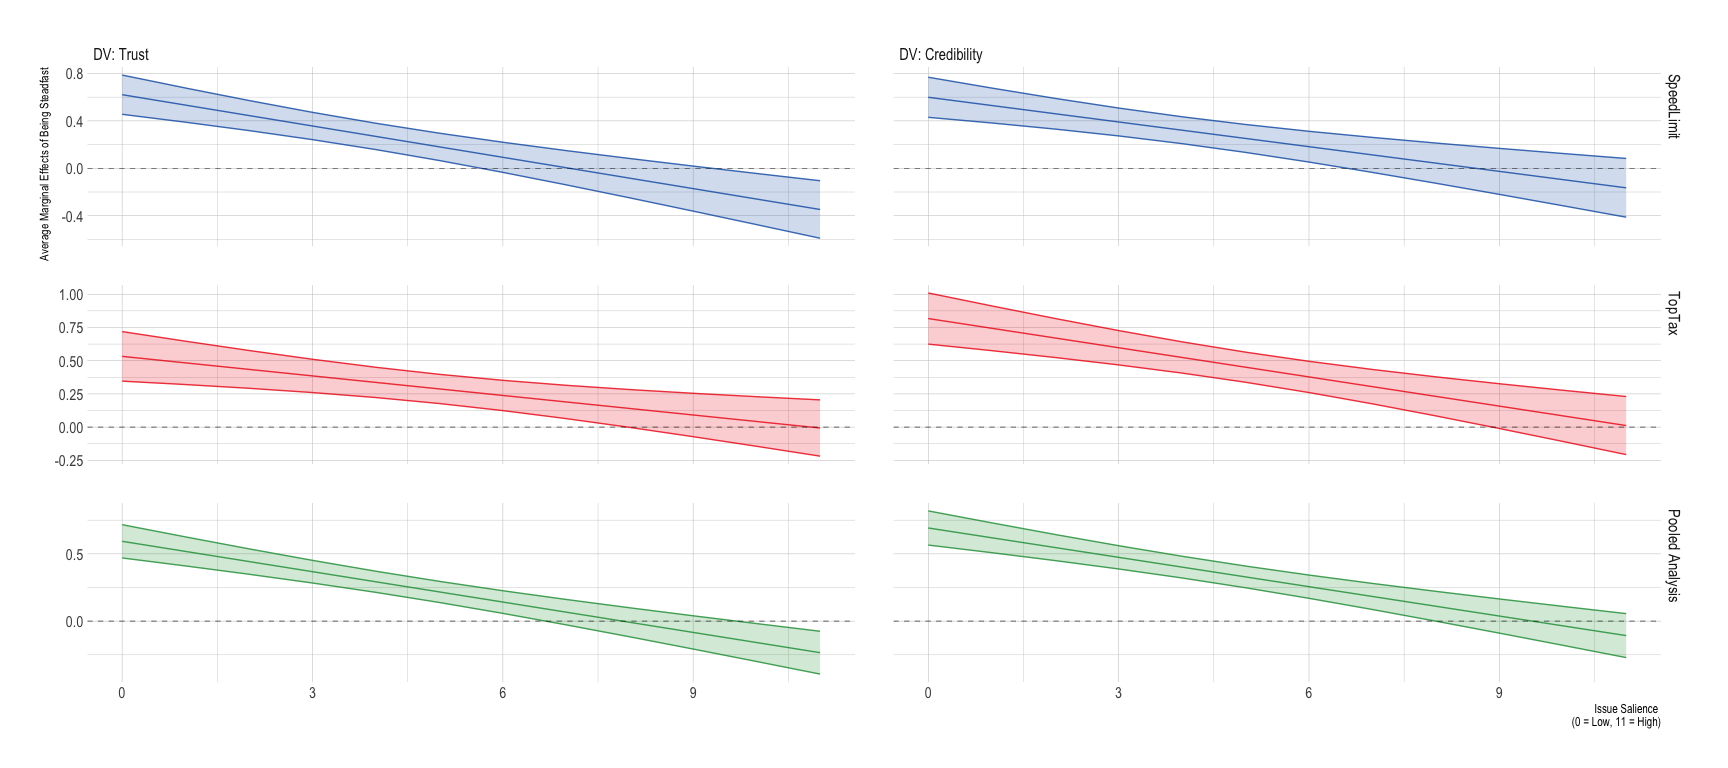 DV: Trust
DV: Credibility
Average Marginal Effects of Being Steadfast
0.8
0.4
0.0
-0.4
SpeedLimit
1.00
0.75
0.50
0.25
0.00
-0.25
TopTax
0.5
0.0
Pooled Analysis
0 3 6 9
0 3 6 9
Issue Salience
(0 = Low, 11 = High)